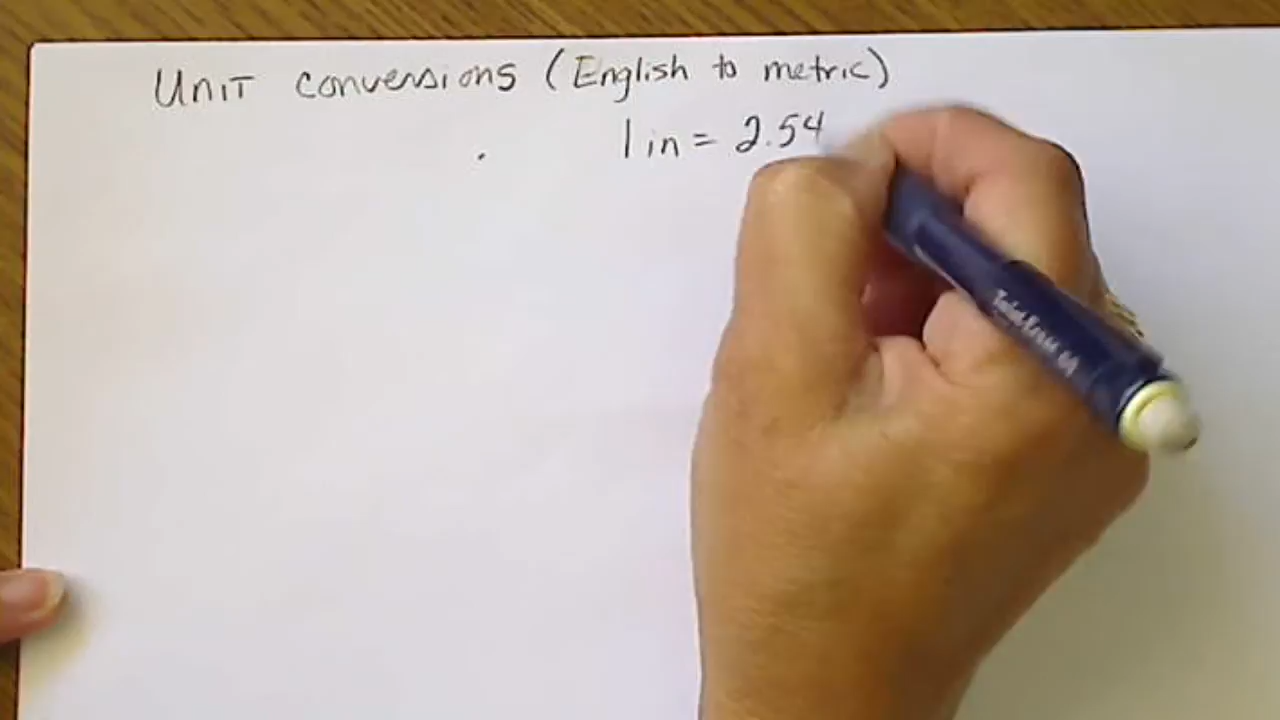 Unit conversions (English to metric)
1 in = 2.54